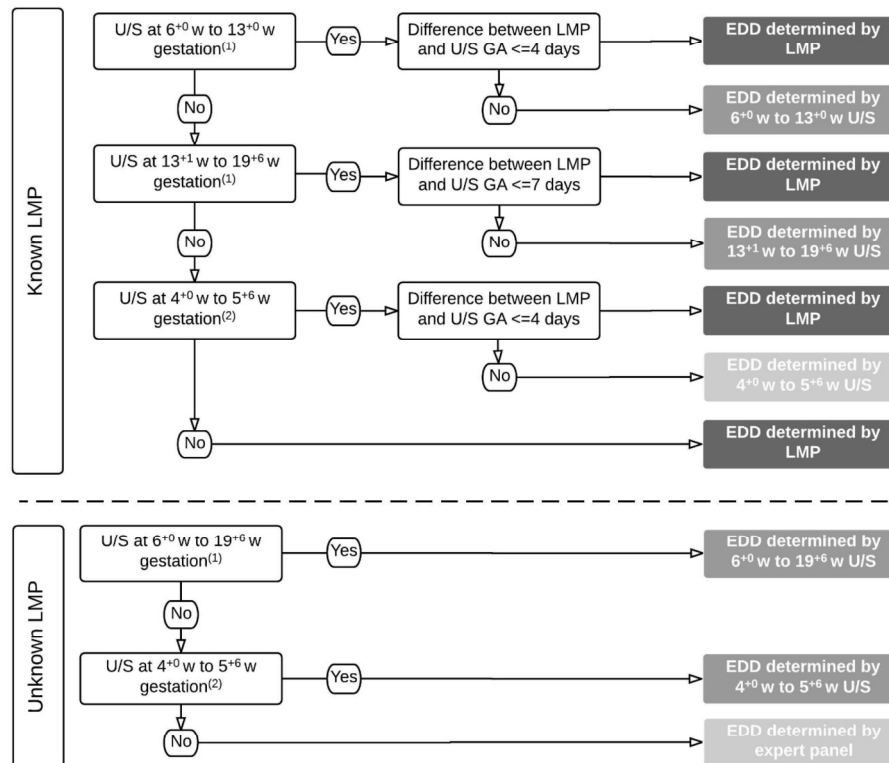 Known LMP
U/S at 6⁺⁰ w to 13⁺⁰ w
gestation⁽¹⁾
Yes
Difference between LMP
and U/S GA <=4 days
EDD determined by
LMP
No
No
EDD determined by
6⁺⁰ w to 13⁺⁰ w U/S
U/S at 13⁺¹ w to 19⁺⁶ w
gestation⁽¹⁾
Yes
Difference between LMP
and U/S GA <=7 days
EDD determined by
LMP
No
No
EDD determined by
13⁺¹ w to 19⁺⁶ w U/S
U/S at 4⁺⁰ w to 5⁺⁶ w
gestation⁽²⁾
Yes
Difference between LMP
and U/S GA <=4 days
EDD determined by
LMP
No
EDD determined by
4⁺⁰ w to 5⁺⁶ w U/S
No
EDD determined by
LMP
Unknown LMP
U/S at 6⁺⁰ w to 19⁺⁶ w
gestation⁽¹⁾
Yes
EDD determined by
6⁺⁰ w to 19⁺⁶ w U/S
No
U/S at 4⁺⁰ w to 5⁺⁶ w
gestation⁽²⁾
Yes
EDD determined by
4⁺⁰ w to 5⁺⁶ w U/S
No
EDD determined by
expert panel